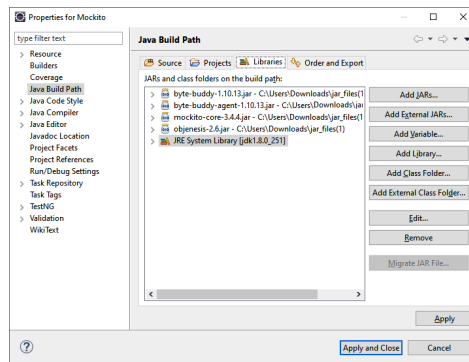 Properties for Mockito
type filter text
Java Build Path
Resource
Builders
Coverage
Java Build Path
Java Code Style
Java Compiler
Java Editor
Javadoc Location
Project Facets
Project References
Run/Debug Settings
Task Repository
Task Tags
TestNG
Validation
WikiText
Source
Projects
Libraries
Order and Export
JARs and class folders on the build path:
byte-buddy-1.10.13.jar - C:\Users\Downloads\jar_files(1)
byte-buddy-agent-1.10.13.jar - C:\Users\Downloads\jar
mockito-core-3.4.4.jar - C:\Users\Downloads\jar_files(1)
objenesis-2.6.jar - C:\Users\Downloads\jar_files(1)
JRE System Library [jdk1.8.0_251]
Add JARs...
Add External JARs...
Add Variable...
Add Library...
Add Class Folder...
Add External Class Folder...
Edit...
Remove
Migrate JAR File...
Apply
Apply and Close
Cancel